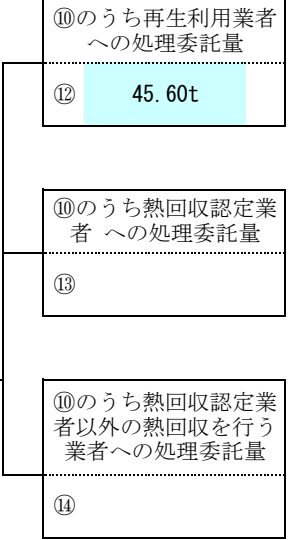 ⑩のうち再生利用業者
への処理委託量
⑫ 45.60t
⑩のうち熱回収認定業
者 への処理委託量
⑬
⑩のうち熱回収認定業
者以外の熱回収を行う
業者への処理委託量
⑭